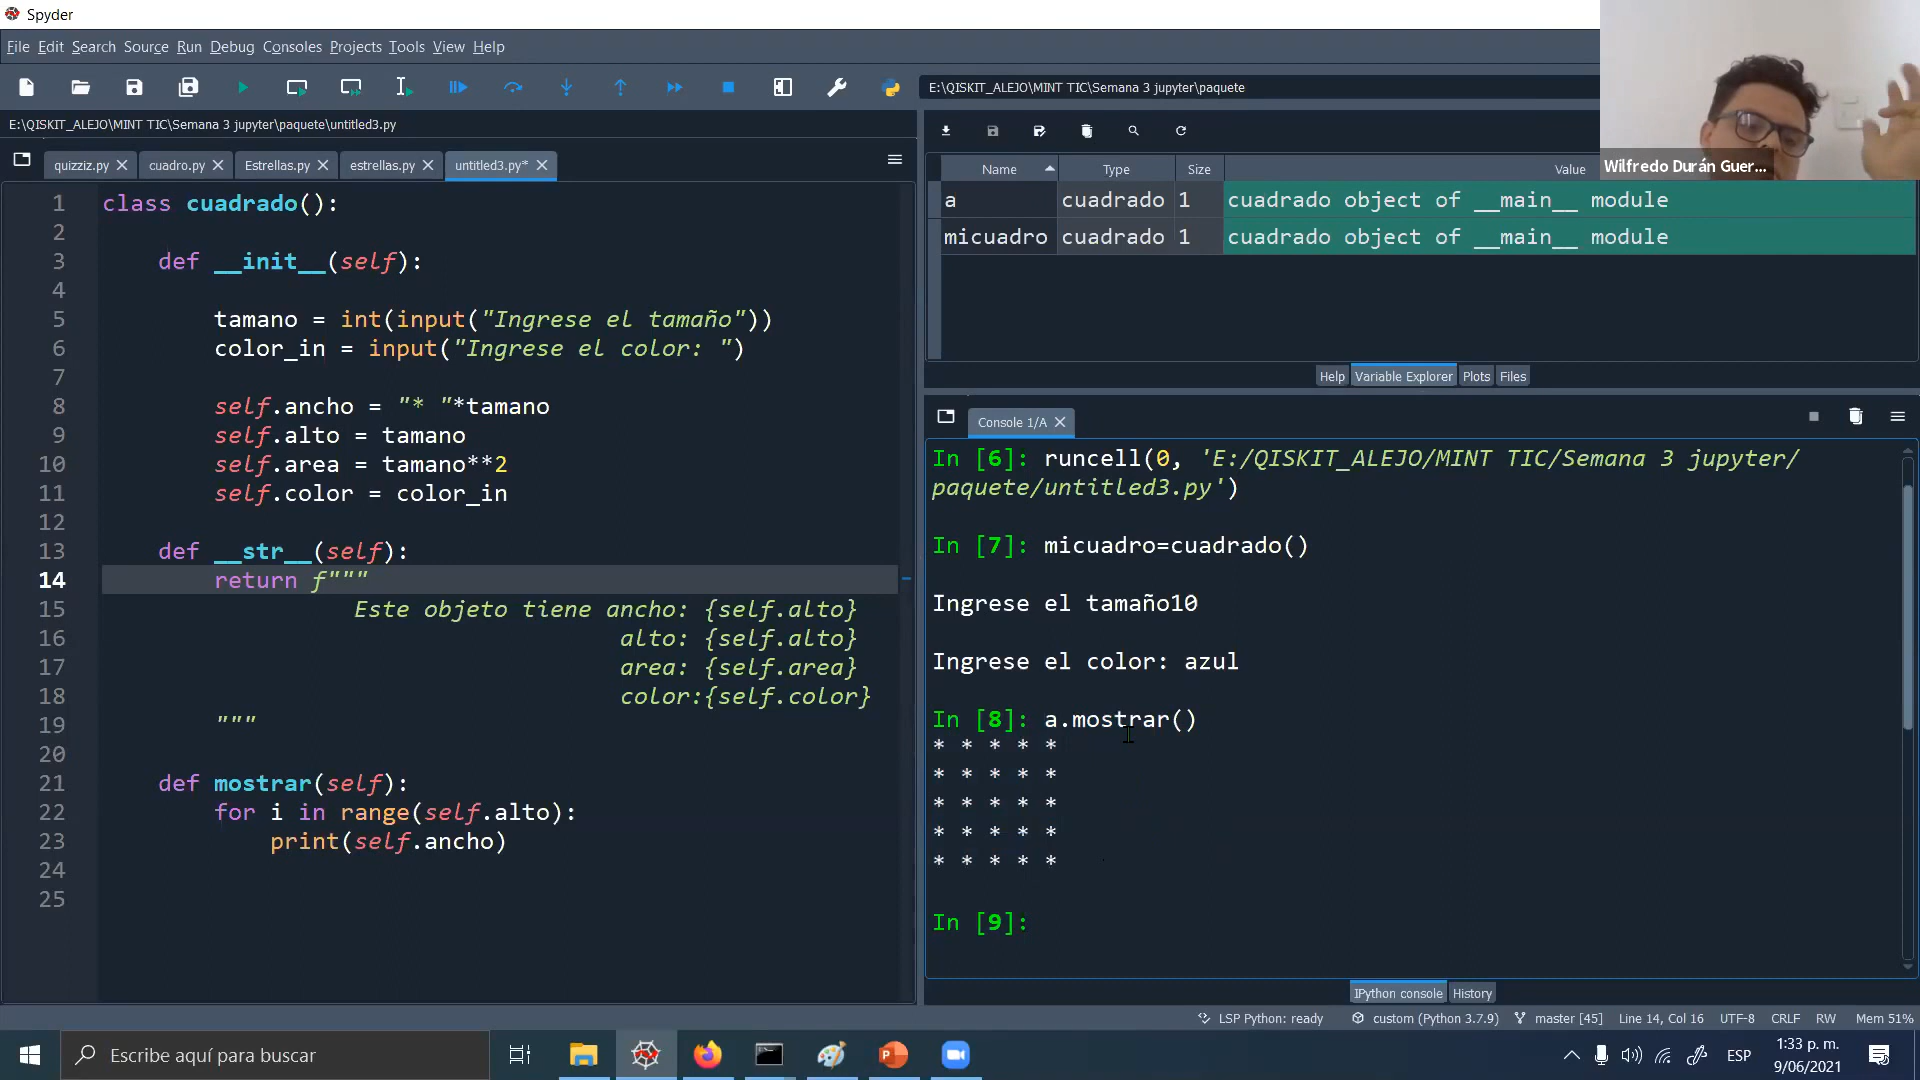 Spyder
File Edit Search Source Run Debug Consoles Projects Tools View Help
E:\QISKIT_ALEJO\MINT TIC\Semana 3 jupyter\paquete
E:\QISKIT_ALEJO\MINT TIC\Semana 3 jupyter\paquete\untitled3.py
quizziz.py cuadro.py Estrellas.py estrellas.py untitled3.py*
1 class cuadrado():
2
3 def __init__(self):
4
5 tamano = int(input("Ingrese el tamaño"))
6 color_in = input("Ingrese el color: ")
7
8 self.ancho = "* "*tamano
9 self.alto = tamano
10 self.area = tamano**2
11 self.color = color_in
12
13 def __str__(self):
14 return f"""
15 Este objeto tiene ancho: {self.alto}
16 alto: {self.alto}
17 area: {self.area}
18 color:{self.color}
19 """
20
21 def mostrar(self):
22 for i in range(self.alto):
23 print(self.ancho)
24
25
Name Type Size Value
a cuadrado 1 cuadrado object of __main__ module
micuadro cuadrado 1 cuadrado object of __main__ module
Wilfredo Durán Guer...
Help Variable Explorer Plots Files
Console 1/A
In [6]: runcell(0, 'E:/QISKIT_ALEJO/MINT TIC/Semana 3 jupyter/
paquete/untitled3.py')
In [7]: micuadro=cuadrado()
Ingrese el tamaño10
Ingrese el color: azul
In [8]: a.mostrar()
* * * * *
* * * * *
* * * * *
* * * * *
* * * * *
In [9]:
IPython console History
LSP Python: ready custom (Python 3.7.9) master [45] Line 14, Col 16 UTF-8 CRLF RW Mem 51%
Escribe aquí para buscar
ESP
1:33 p. m.
9/06/2021